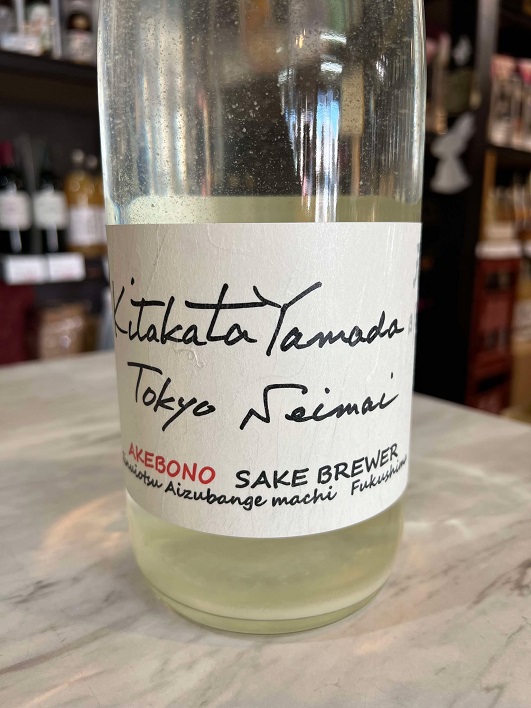 Kitakata Yamada
Tokyo Seimai
AKEBONO SAKE BREWER
Aizubange machi Fukushima